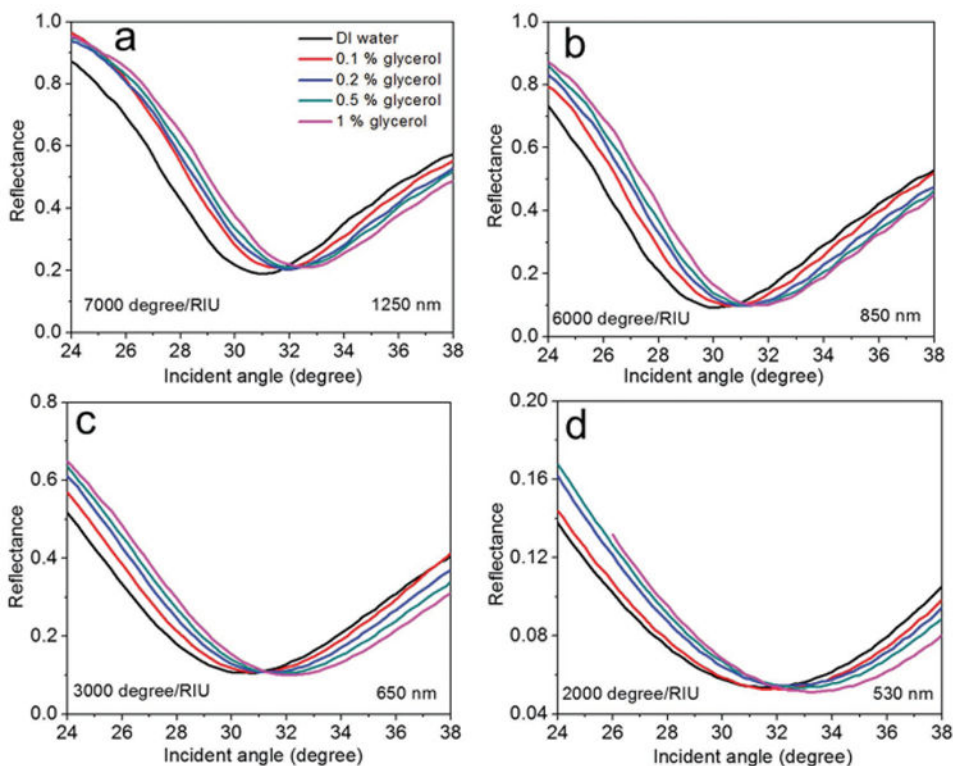 a
DI water
0.1 % glycerol
0.2 % glycerol
0.5 % glycerol
1 % glycerol
1.0
0.8
0.6
0.4
0.2
0.0
Reflectance
7000 degree/RIU
1250 nm
24 26 28 30 32 34 36 38
Incident angle (degree)
b
1.0
0.8
0.6
0.4
0.2
0.0
Reflectance
6000 degree/RIU
850 nm
24 26 28 30 32 34 36 38
Incident angle (degree)
c
0.8
0.6
0.4
0.2
0.0
Reflectance
3000 degree/RIU
650 nm
24 26 28 30 32 34 36 38
Incident angle (degree)
d
0.20
0.16
0.12
0.08
0.04
Reflectance
2000 degree/RIU
530 nm
24 26 28 30 32 34 36 38
Incident angle (degree)